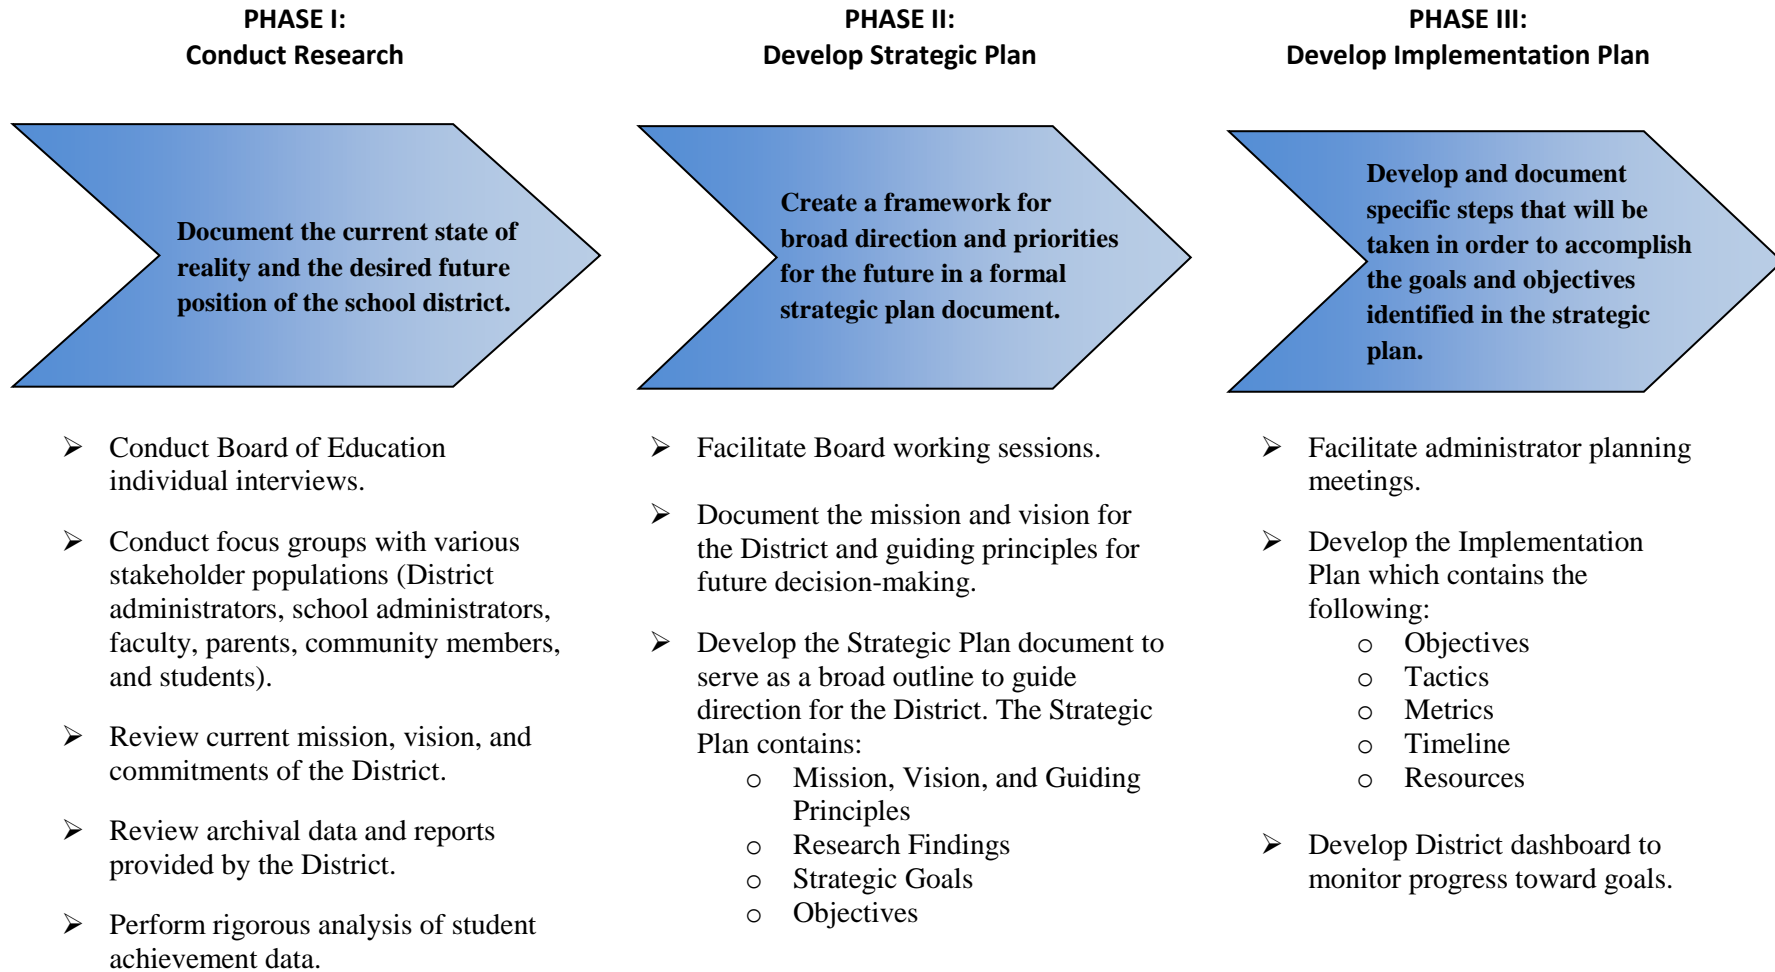 PHASE I:
Conduct Research
Document the current state of
reality and the desired future
position of the school district.
➢ Conduct Board of Education
individual interviews.
➢ Conduct focus groups with various
stakeholder populations (District
administrators, school administrators,
faculty, parents, community members,
and students).
➢ Review current mission, vision, and
commitments of the District.
➢ Review archival data and reports
provided by the District.
➢ Perform rigorous analysis of student
achievement data.
PHASE II:
Develop Strategic Plan
Create a framework for
broad direction and priorities
for the future in a formal
strategic plan document.
➢ Facilitate Board working sessions.
➢ Document the mission and vision for
the District and guiding principles for
future decision-making.
➢ Develop the Strategic Plan document to
serve as a broad outline to guide
direction for the District. The Strategic
Plan contains:
o Mission, Vision, and Guiding
Principles
o Research Findings
o Strategic Goals
o Objectives
PHASE III:
Develop Implementation Plan
Develop and document
specific steps that will be
taken in order to accomplish
the goals and objectives
identified in the strategic
plan.
➢ Facilitate administrator planning
meetings.
➢ Develop the Implementation
Plan which contains the
following:
o Objectives
o Tactics
o Metrics
o Timeline
o Resources
➢ Develop District dashboard to
monitor progress toward goals.